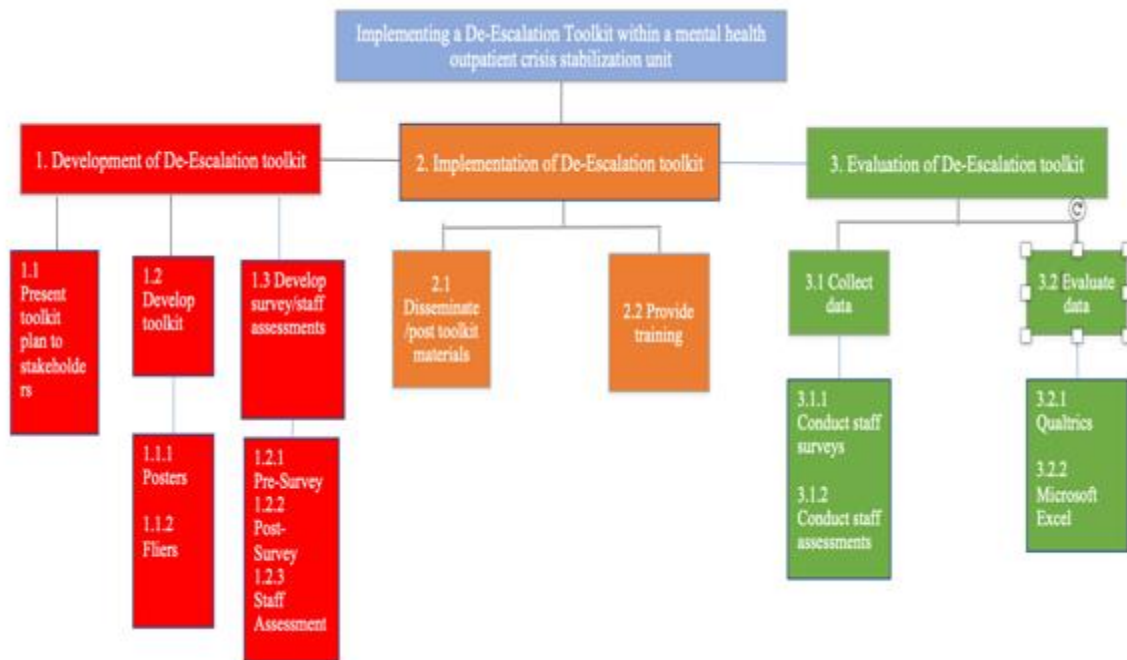 Implementing a De-Escalation Toolkit within a mental health
outpatient crisis stabilization unit
1. Development of De-Escalation toolkit
2. Implementation of De-Escalation toolkit
3. Evaluation of De-Escalation toolkit
1.1
Present
toolkit
plan to
stakeholde
rs
1.2
Develop
toolkit
1.3 Develop
survey/staff
assessments
2.1
Disseminate
/post toolkit
materials
2.2 Provide
training
3.1 Collect
data
3.2 Evaluate
data
1.1.1
Posters
1.1.2
Fliers
1.2.1
Pre-Survey
1.2.2
Post-
Survey
1.2.3
Staff
Assessment
3.1.1
Conduct staff
surveys
3.1.2
Conduct staff
assessments
3.2.1
Qualtrics
3.2.2
Microsoft
Excel